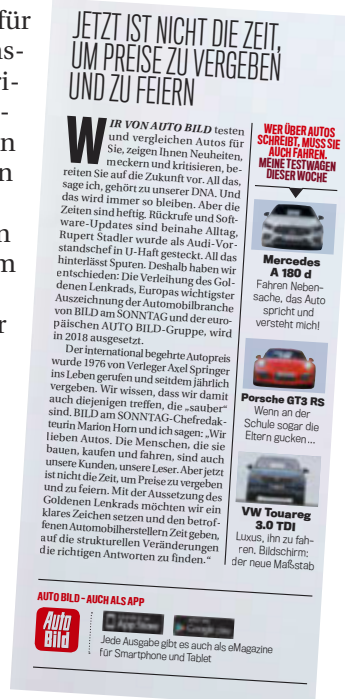 für
ns-
ri-
-
n
n
n
m
r
JETZT IST NICHT DIE ZEIT,
UM PREISE ZU VERGEBEN
UND ZU FEIERN
WIR VON AUTO BILD testen
und vergleichen Autos für
Sie, zeigen Ihnen Neuheiten,
meckern und kritisieren, be-
reiten Sie auf die Zukunft vor. All das,
sage ich, gehört zu unserer DNA. Und
das wird immer so bleiben. Aber die
Zeiten sind heftig. Rückrufe und Soft-
ware-Updates sind beinahe Alltag.
Rupert Stadler wurde als Audi-Vor-
standschef in U-Haft gesteckt. All das
hinterlässt Spuren. Deshalb haben wir
entschieden: Die Verleihung des Gol-
denen Lenkrads, Europas wichtigster
Auszeichnung der Automobilbranche
von BILD am SONNTAG und der euro-
päischen AUTO BILD-Gruppe, wird
in 2018 ausgesetzt.
Der international begehrte Autopreis
wurde 1976 von Verleger Axel Springer
ins Leben gerufen und seitdem jährlich
vergeben. Wir wissen, dass wir damit
auch diejenigen treffen, die „sauber“
sind. BILD am SONNTAG-Chefredak-
teurin Marion Horn und ich sagen: „Wir
lieben Autos. Die Menschen, die sie
bauen, kaufen und fahren, sind auch
unsere Kunden, unsere Leser. Aber jetzt
ist nicht die Zeit, um Preise zu vergeben
und zu feiern. Mit der Aussetzung des
Goldenen Lenkrads möchten wir ein
klares Zeichen setzen und den betrof-
fenen Automobilherstellern Zeit geben,
auf die strukturellen Veränderungen
die richtigen Antworten zu finden.“
WER ÜBER AUTOS
SCHREIBT, MUSS SIE
AUCH FAHREN.
MEINE TESTWAGEN
DIESER WOCHE
Mercedes
A 180 d
Fahren Neben-
sache, das Auto
spricht und
versteht mich!
Porsche GT3 RS
Wenn an der
Schule sogar die
Eltern gucken ...
VW Touareg
3.0 TDI
Luxus, ihn zu fah-
ren. Bildschirm:
der neue Maßstab
AUTO BILD – AUCH ALS APP
Auto
Bild
Jede Ausgabe gibt es auch als eMagazine
für Smartphone und Tablet